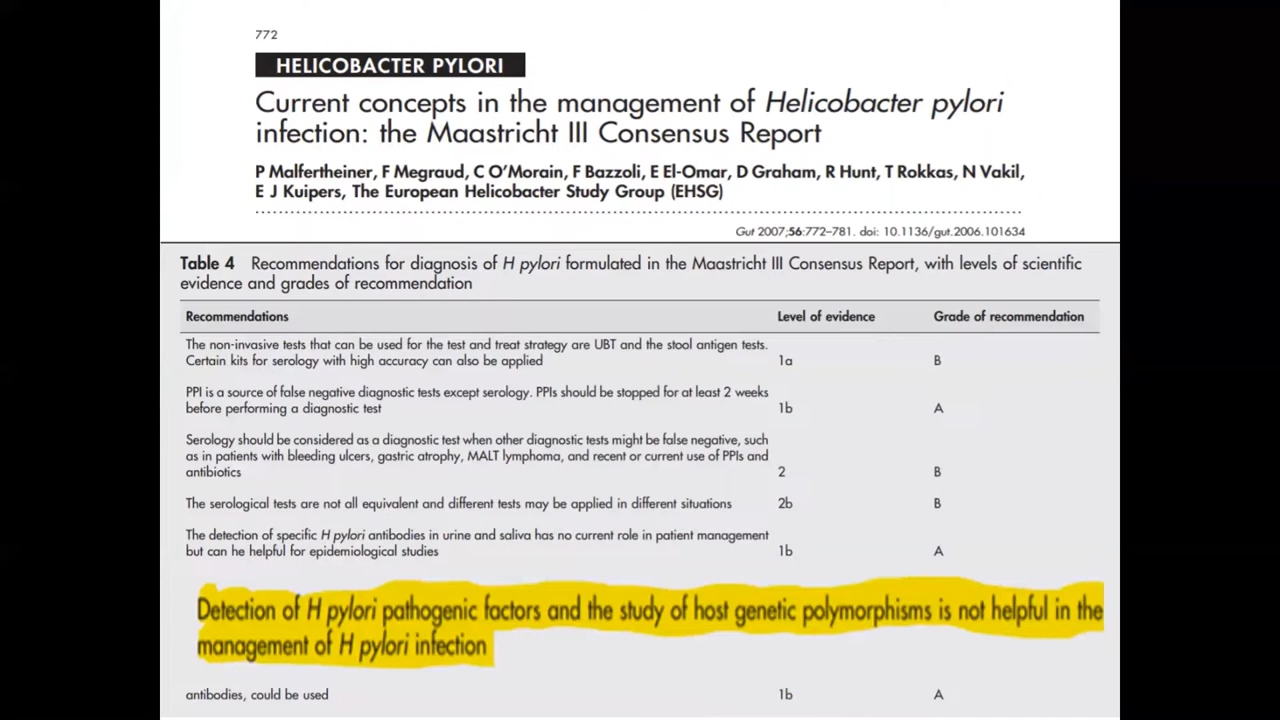 772
HELICOBACTER PYLORI
Current concepts in the management of Helicobacter pylori
infection: the Maastricht III Consensus Report
P Malfertheiner, F Megraud, C O'Morain, F Bazzoli, E El-Omar, D Graham, R Hunt, T Rokkas, N Vakil,
E J Kuipers, The European Helicobacter Study Group (EHSG)
Gut 2007;56:772–781. doi: 10.1136/gut.2006.101634
Table 4 Recommendations for diagnosis of H pylori formulated in the Maastricht III Consensus Report, with levels of scientific
evidence and grades of recommendation
Recommendations Level of evidence Grade of recommendation
The non-invasive tests that can be used for the test and treat strategy are UBT and the stool antigen tests.
Certain kits for serology with high accuracy can also be applied 1a B
PPI is a source of false negative diagnostic tests except serology. PPIs should be stopped for at least 2 weeks
before performing a diagnostic test 1b A
Serology should be considered as a diagnostic test when other diagnostic tests might be false negative, such
as in patients with bleeding ulcers, gastric atrophy, MALT lymphoma, and recent or current use of PPIs and
antibiotics 2 B
The serological tests are not all equivalent and different tests may be applied in different situations 2b B
The detection of specific H pylori antibodies in urine and saliva has no current role in patient management
but can he helpful for epidemiological studies 1b A
Detection of H pylori pathogenic factors and the study of host genetic polymorphisms is not helpful in the
management of H pylori infection
antibodies, could be used 1b A